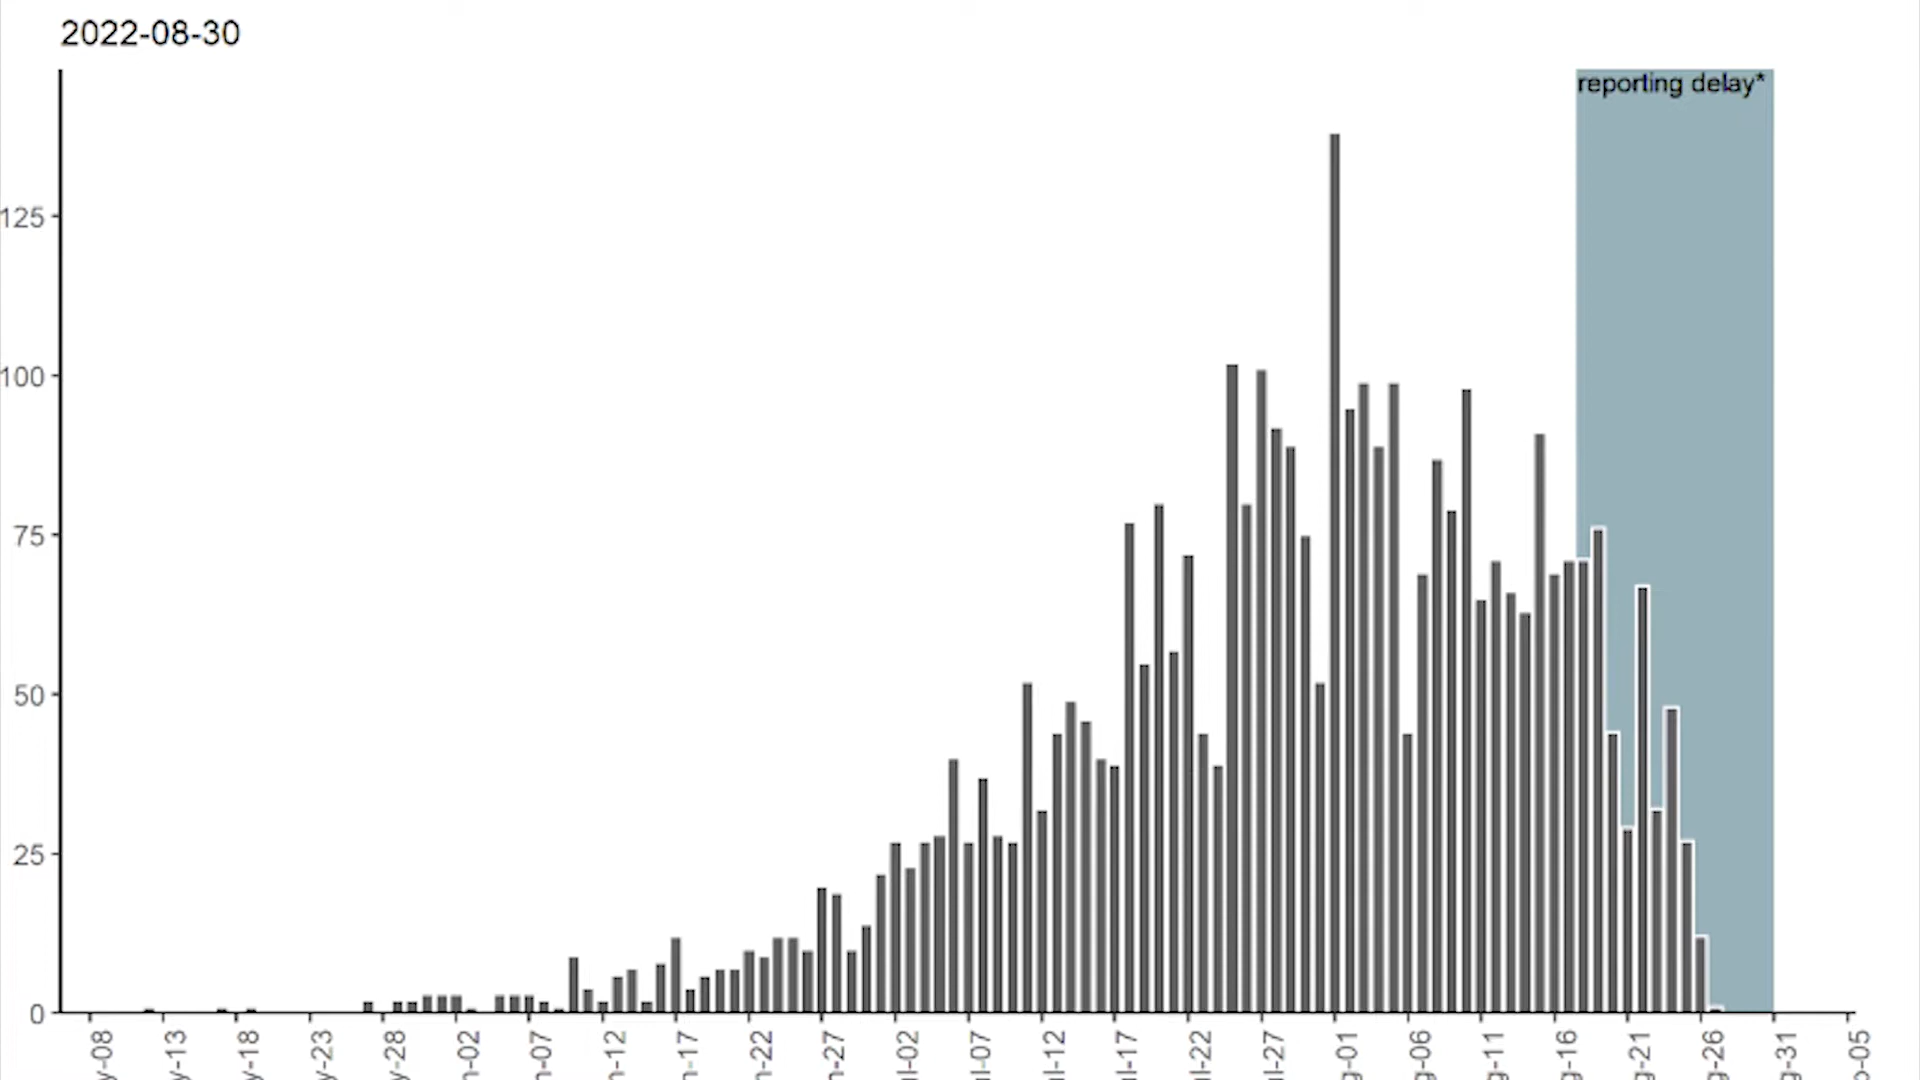 2022-08-30
reporting delay*
125
100
75
50
25
0
y-08
y-13
y-18
y-23
y-28
n-02
n-07
n-12
n-17
n-22
n-27
ul-02
ul-07
ul-12
ul-17
ul-22
ul-27
g-01
g-06
g-11
g-16
g-21
g-26
g-31
p-05